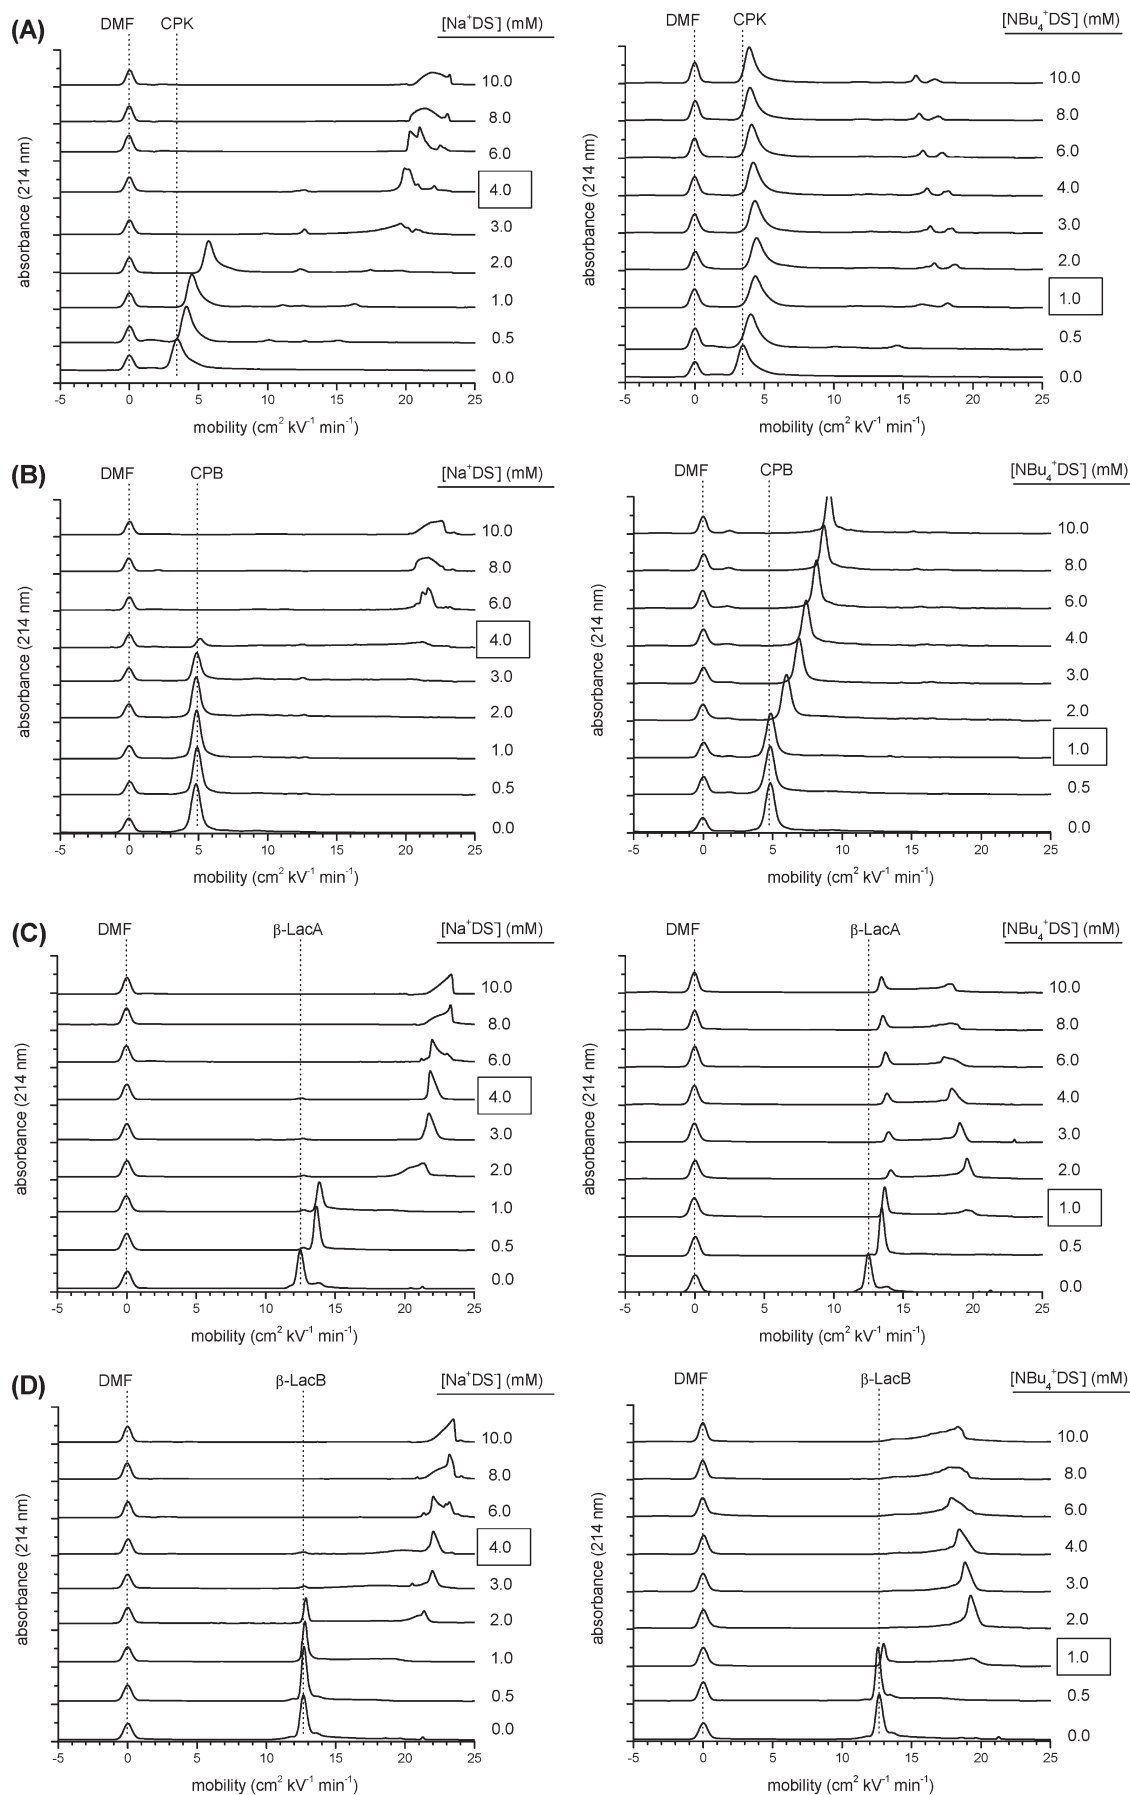 (A)
DMF CPK [Na⁺DS⁻] (mM)
10.0
8.0
6.0
4.0
3.0
2.0
1.0
0.5
0.0
absorbance (214 nm)
-5 0 5 10 15 20 25
mobility (cm² kV⁻¹ min⁻¹)
DMF CPK [NBu₄⁺DS⁻] (mM)
10.0
8.0
6.0
4.0
3.0
2.0
1.0
0.5
0.0
absorbance (214 nm)
-5 0 5 10 15 20 25
mobility (cm² kV⁻¹ min⁻¹)
(B)
DMF CPB [Na⁺DS⁻] (mM)
10.0
8.0
6.0
4.0
3.0
2.0
1.0
0.5
0.0
absorbance (214 nm)
-5 0 5 10 15 20 25
mobility (cm² kV⁻¹ min⁻¹)
DMF CPB [NBu₄⁺DS⁻] (mM)
10.0
8.0
6.0
4.0
3.0
2.0
1.0
0.5
0.0
absorbance (214 nm)
-5 0 5 10 15 20 25
mobility (cm² kV⁻¹ min⁻¹)
(C)
DMF β-LacA [Na⁺DS⁻] (mM)
10.0
8.0
6.0
4.0
3.0
2.0
1.0
0.5
0.0
absorbance (214 nm)
-5 0 5 10 15 20 25
mobility (cm² kV⁻¹ min⁻¹)
DMF β-LacA [NBu₄⁺DS⁻] (mM)
10.0
8.0
6.0
4.0
3.0
2.0
1.0
0.5
0.0
absorbance (214 nm)
-5 0 5 10 15 20 25
mobility (cm² kV⁻¹ min⁻¹)
(D)
DMF β-LacB [Na⁺DS⁻] (mM)
10.0
8.0
6.0
4.0
3.0
2.0
1.0
0.5
0.0
absorbance (214 nm)
-5 0 5 10 15 20 25
mobility (cm² kV⁻¹ min⁻¹)
DMF β-LacB [NBu₄⁺DS⁻] (mM)
10.0
8.0
6.0
4.0
3.0
2.0
1.0
0.5
0.0
absorbance (214 nm)
-5 0 5 10 15 20 25
mobility (cm² kV⁻¹ min⁻¹)